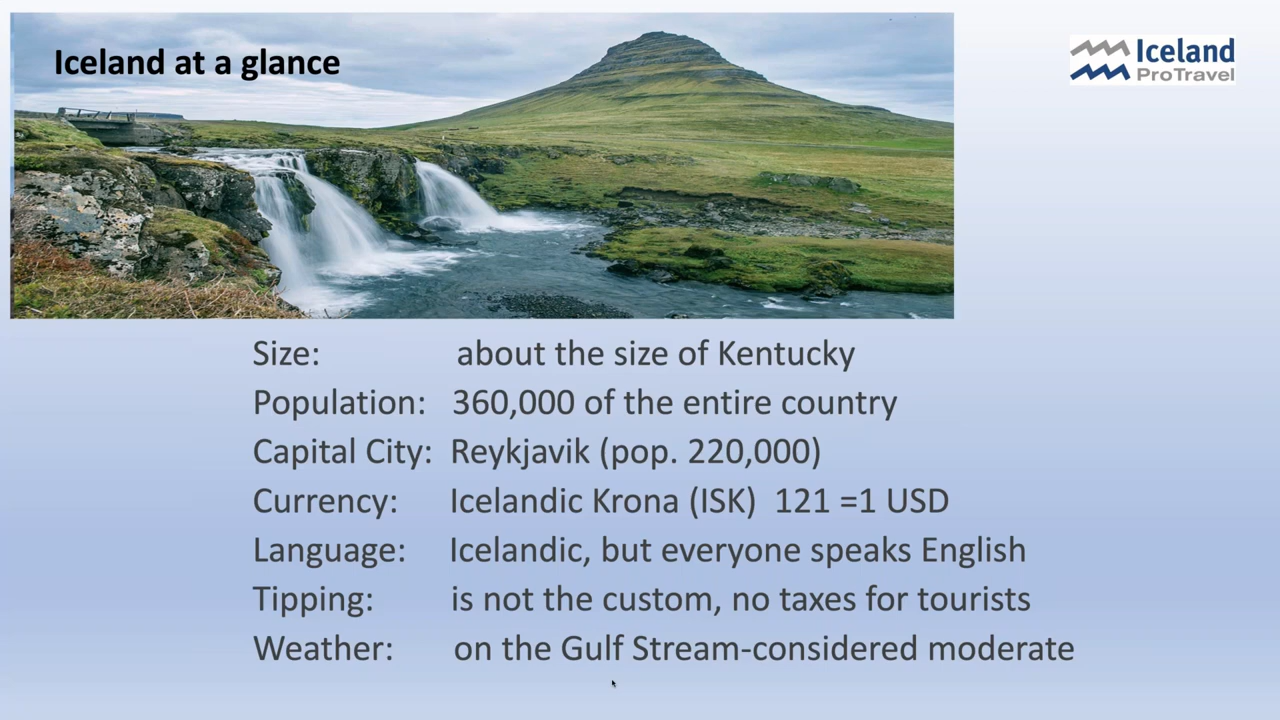 Iceland at a glance
Iceland
ProTravel
Size: about the size of Kentucky
Population: 360,000 of the entire country
Capital City: Reykjavik (pop. 220,000)
Currency: Icelandic Krona (ISK) 121 =1 USD
Language: Icelandic, but everyone speaks English
Tipping: is not the custom, no taxes for tourists
Weather: on the Gulf Stream-considered moderate